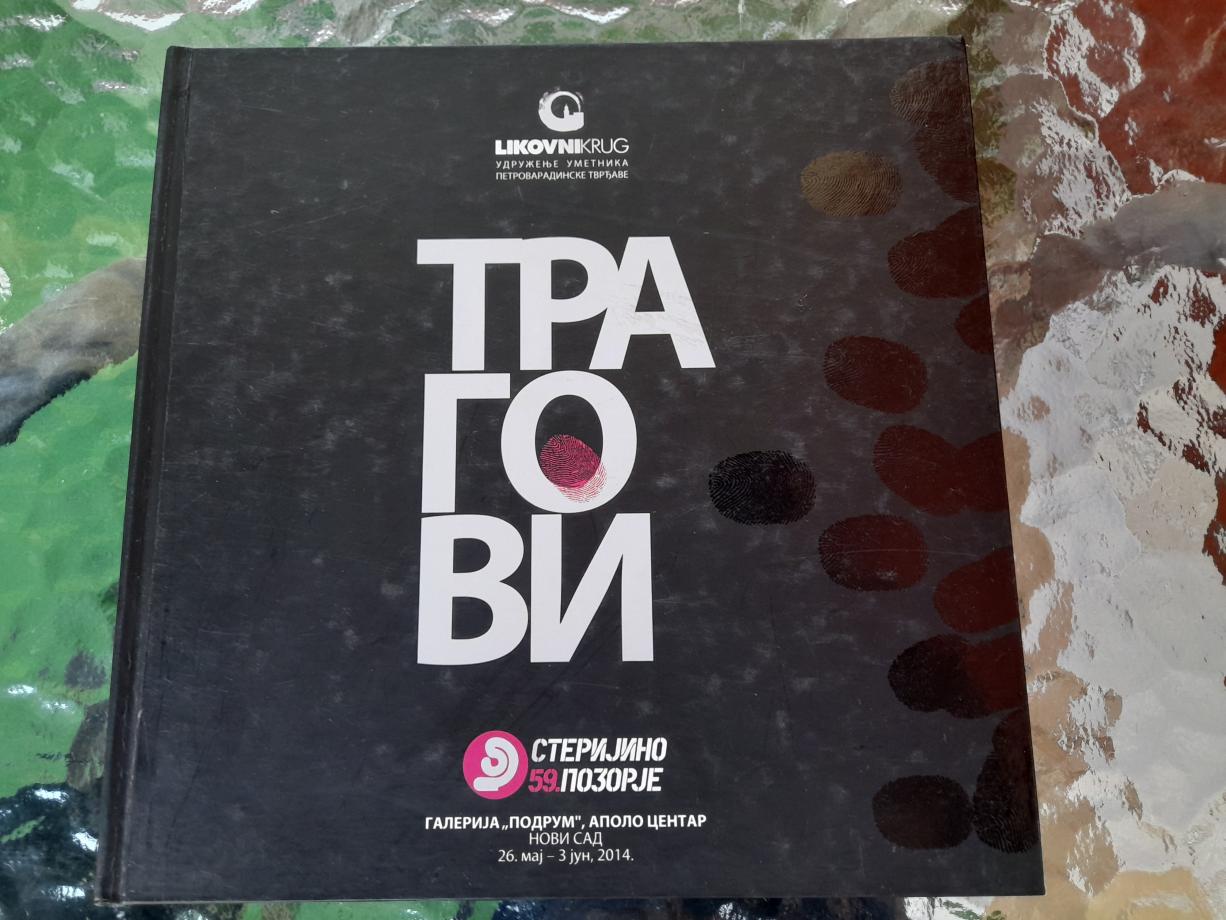 LIKOVNIKRUG
УДРУЖЕЊЕ УМЕТНИКА
ПЕТРОВАРАДИНСКЕ ТВРЂАВЕ
ТРА
ГО
ВИ
СТЕРИЈИНО
59.ПОЗОРЈЕ
ГАЛЕРИЈА „ПОДРУМ", АПОЛО ЦЕНТАР
НОВИ САД
26. мај – 3 јун, 2014.